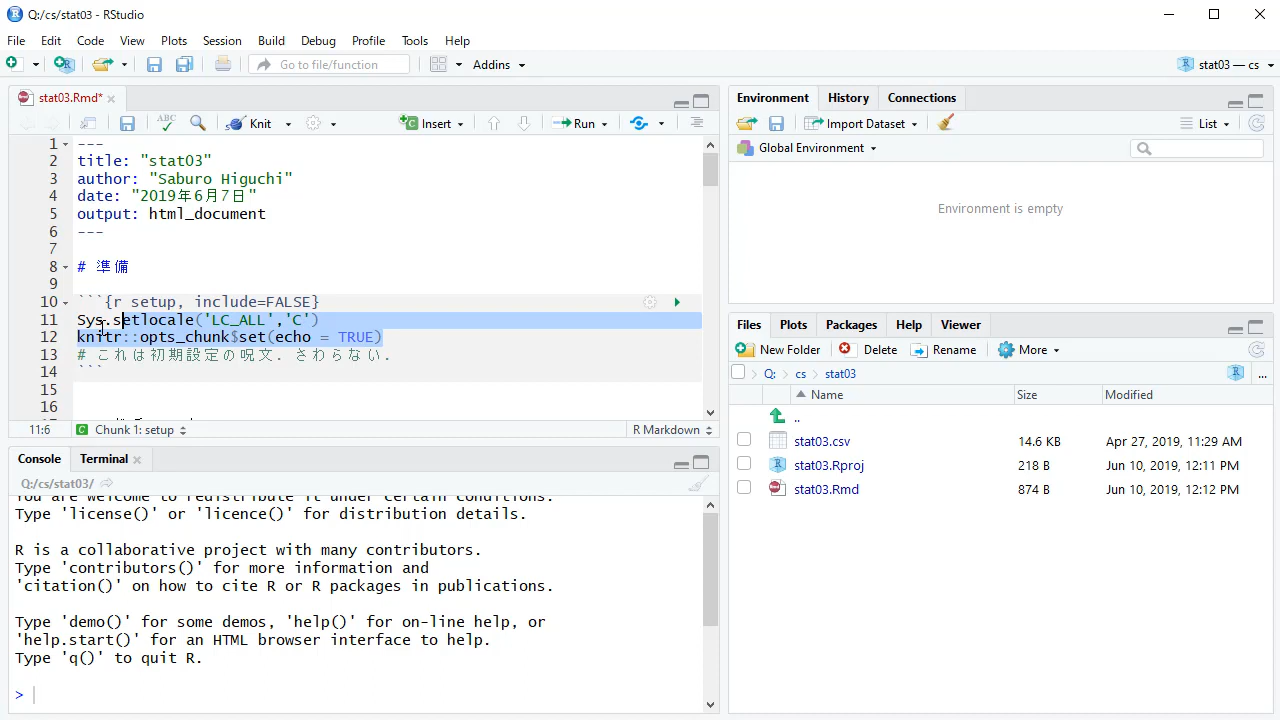 Q:/cs/stat03 - RStudio
File Edit Code View Plots Session Build Debug Profile Tools Help
Go to file/function Addins stat03 — cs
stat03.Rmd*
ABC Knit Insert Run
1 ---
2 title: "stat03"
3 author: "Saburo Higuchi"
4 date: "2019年6月7日"
5 output: html_document
6 ---
7
8 # 準備
9
10 ```{r setup, include=FALSE}
11 Sys.setlocale('LC_ALL','C')
12 knitr::opts_chunk$set(echo = TRUE)
13 # これは初期設定の呪文. さわらない.
14 ```
15
16
11:6 Chunk 1: setup R Markdown
Console Terminal
Q:/cs/stat03/
You are welcome to redistribute it under certain conditions.
Type 'license()' or 'licence()' for distribution details.
R is a collaborative project with many contributors.
Type 'contributors()' for more information and
'citation()' on how to cite R or R packages in publications.
Type 'demo()' for some demos, 'help()' for on-line help, or
'help.start()' for an HTML browser interface to help.
Type 'q()' to quit R.
>
Environment History Connections
Import Dataset List
Global Environment
Environment is empty
Files Plots Packages Help Viewer
New Folder Delete Rename More
Q: cs stat03 ...
Name Size Modified
..
stat03.csv 14.6 KB Apr 27, 2019, 11:29 AM
stat03.Rproj 218 B Jun 10, 2019, 12:11 PM
stat03.Rmd 874 B Jun 10, 2019, 12:12 PM